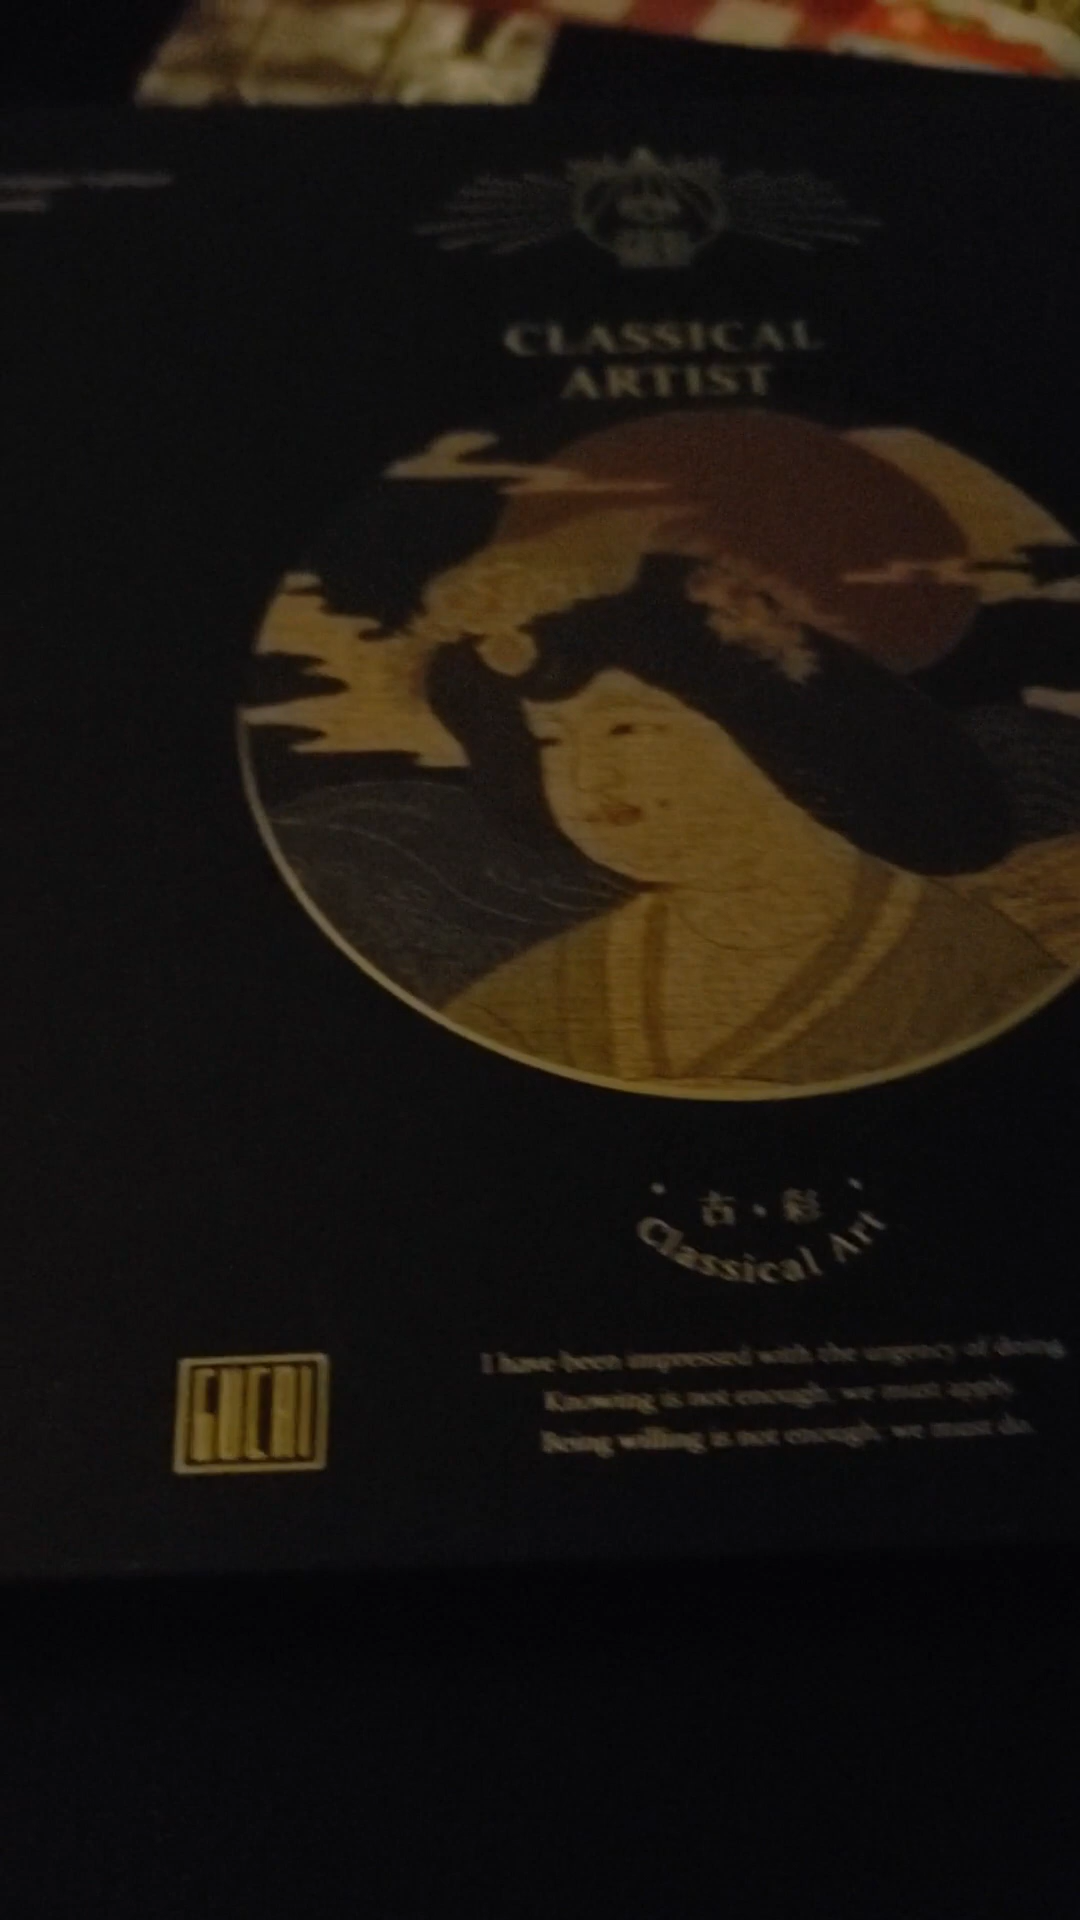 CLASSICAL
ARTIST
古・彩
Classical Art
I have been impressed with the urgency of doing
Knowing is not enough; we must apply.
Being willing is not enough; we must do.